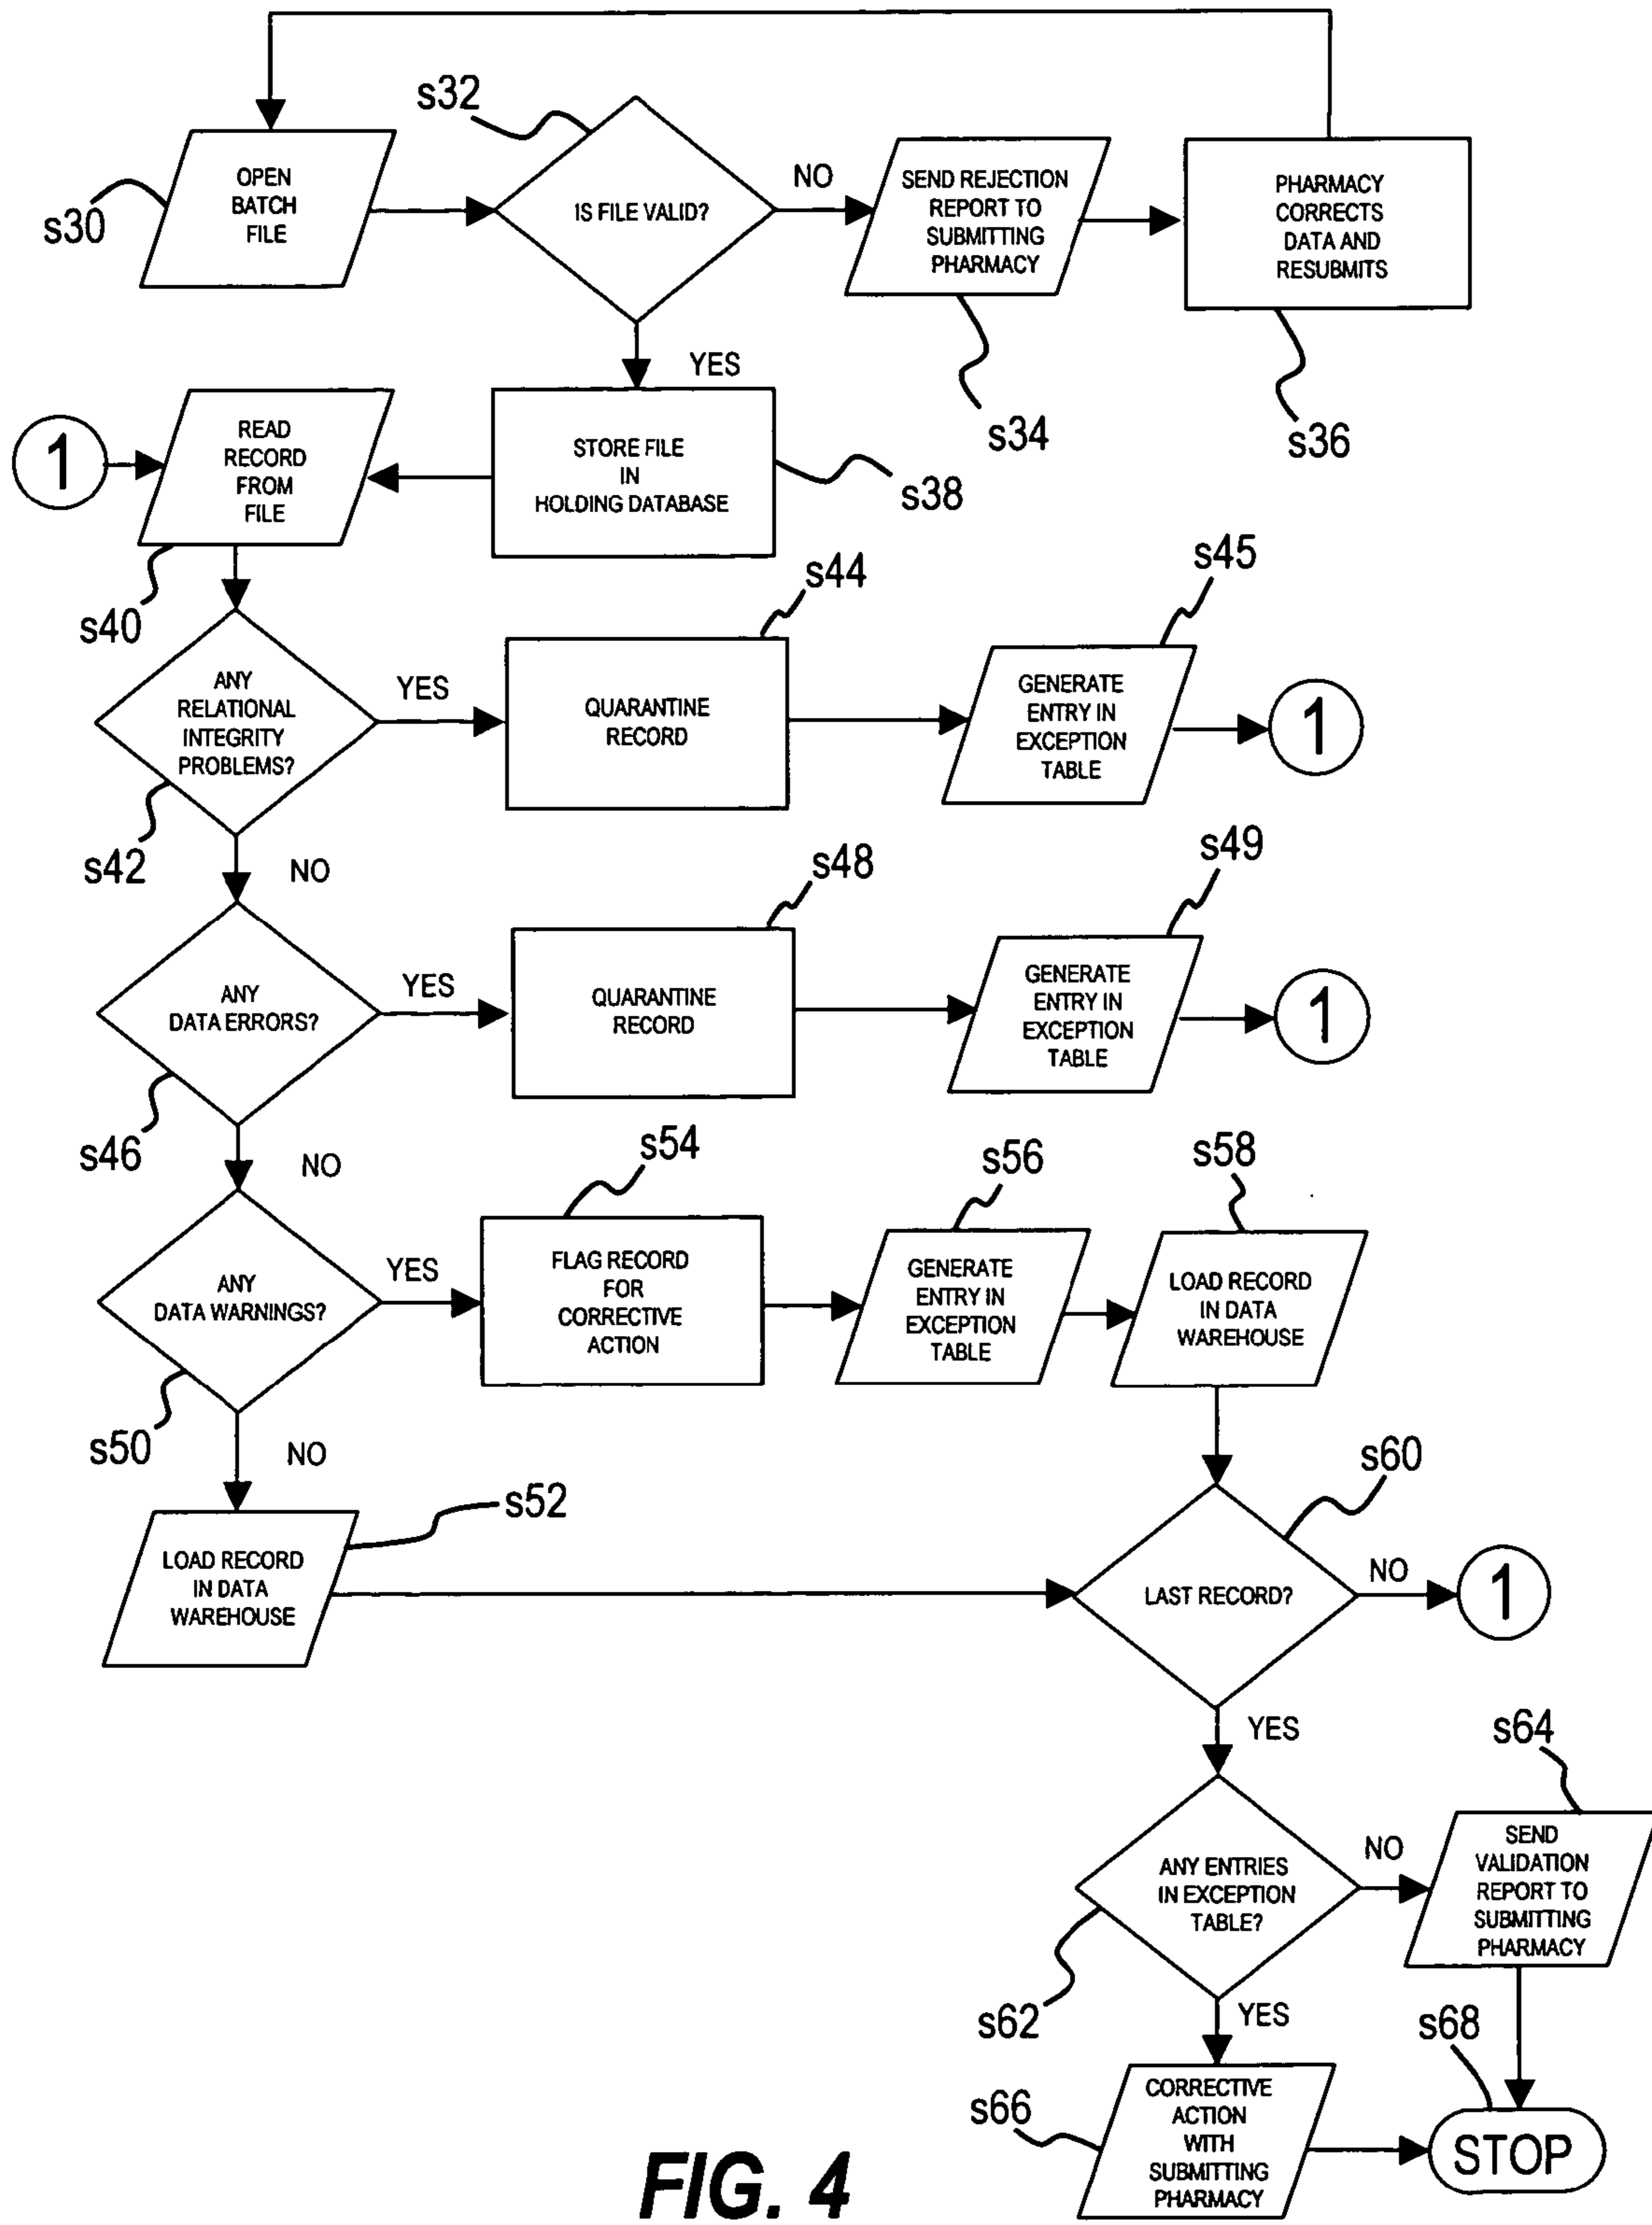 s32
OPEN
BATCH
FILE
s30
IS FILE VALID?
NO
SEND REJECTION
REPORT TO
SUBMITTING
PHARMACY
PHARMACY
CORRECTS
DATA AND
RESUBMITS
YES
s34
s36
1
READ
RECORD
FROM
FILE
STORE FILE
IN
HOLDING DATABASE
s38
s40
s44
s45
ANY
RELATIONAL
INTEGRITY
PROBLEMS?
YES
QUARANTINE
RECORD
GENERATE
ENTRY IN
EXCEPTION
TABLE
1
s42
NO
s48
s49
ANY
DATA ERRORS?
YES
QUARANTINE
RECORD
GENERATE
ENTRY IN
EXCEPTION
TABLE
1
s46
NO
s54
s56
s58
ANY
DATA WARNINGS?
YES
FLAG RECORD
FOR
CORRECTIVE
ACTION
GENERATE
ENTRY IN
EXCEPTION
TABLE
LOAD RECORD
IN DATA
WAREHOUSE
s50
NO
s60
s52
LOAD RECORD
IN DATA
WAREHOUSE
LAST RECORD?
NO
1
YES
s64
ANY ENTRIES
IN EXCEPTION
TABLE?
NO
SEND
VALIDATION
REPORT TO
SUBMITTING
PHARMACY
s62
YES
s68
s66
CORRECTIVE
ACTION
WITH
SUBMITTING
PHARMACY
STOP
FIG. 4